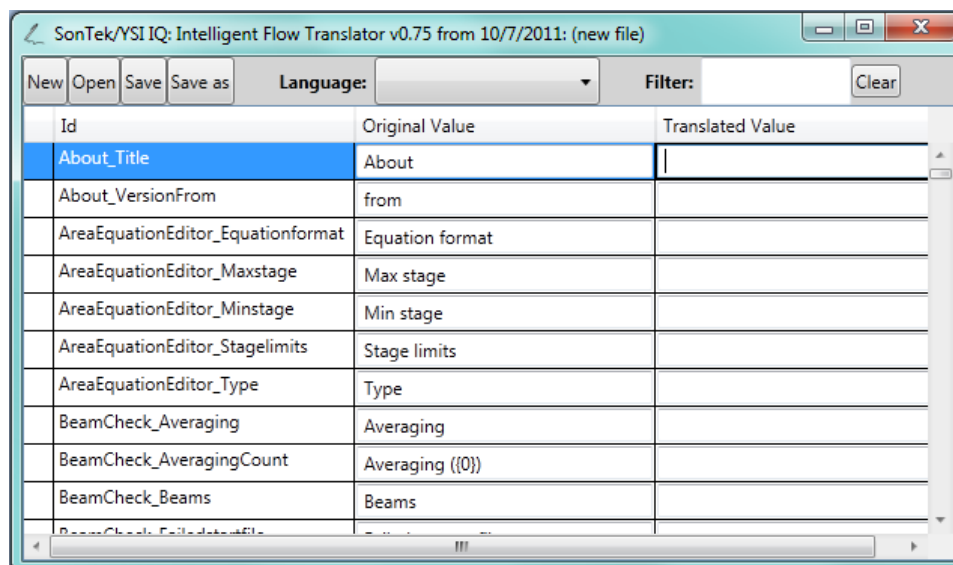 SonTek/YSI IQ: Intelligent Flow Translator v0.75 from 10/7/2011: (new file)
New Open Save Save as Language: Filter: Clear
Id Original Value Translated Value
About_Title About
About_VersionFrom from
AreaEquationEditor_Equationformat Equation format
AreaEquationEditor_Maxstage Max stage
AreaEquationEditor_Minstage Min stage
AreaEquationEditor_Stagelimits Stage limits
AreaEquationEditor_Type Type
BeamCheck_Averaging Averaging
BeamCheck_AveragingCount Averaging ({0})
BeamCheck_Beams Beams